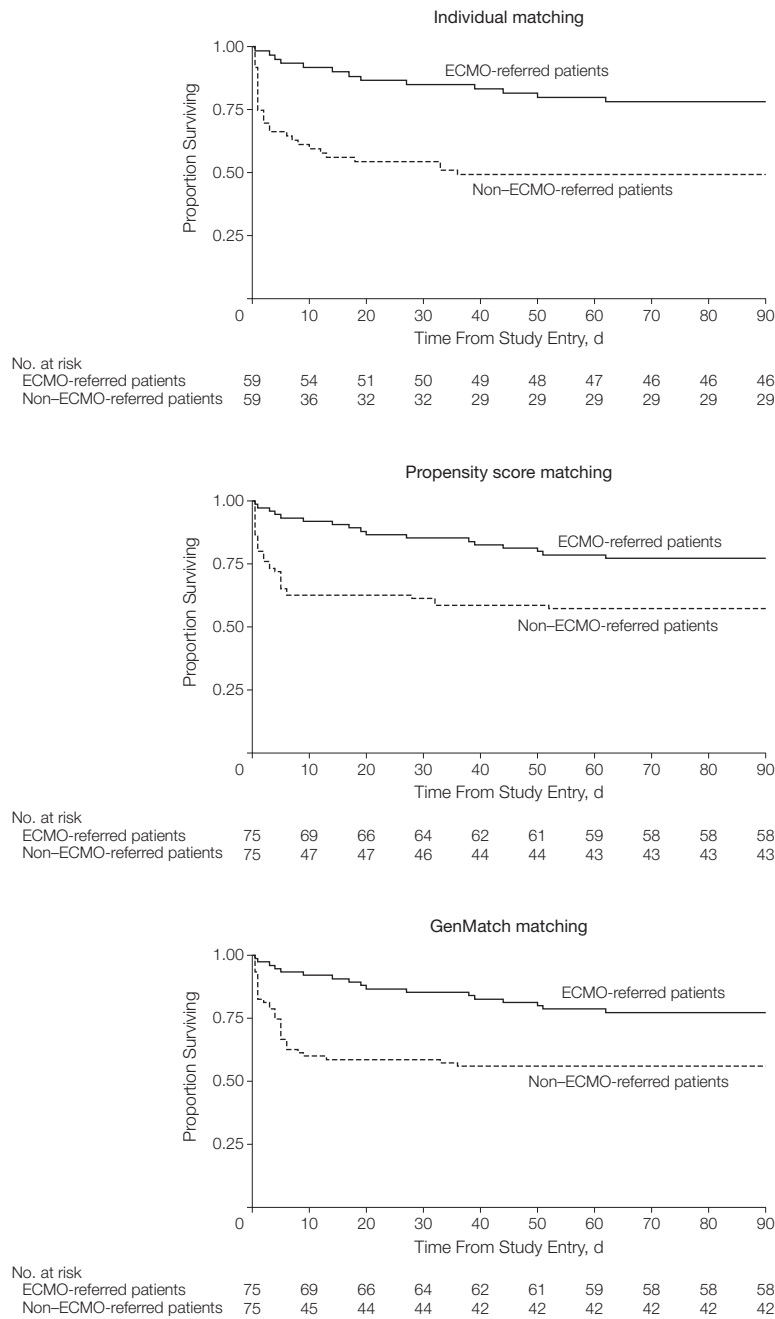 Individual matching
1.00
ECMO-referred patients
0.75
Proportion Surviving
0.50
Non–ECMO-referred patients
0.25
0 10 20 30 40 50 60 70 80 90
Time From Study Entry, d
No. at risk
ECMO-referred patients 59 54 51 50 49 48 47 46 46 46
Non–ECMO-referred patients 59 36 32 32 29 29 29 29 29 29
Propensity score matching
1.00
ECMO-referred patients
0.75
Proportion Surviving
0.50
Non–ECMO-referred patients
0.25
0 10 20 30 40 50 60 70 80 90
Time From Study Entry, d
No. at risk
ECMO-referred patients 75 69 66 64 62 61 59 58 58 58
Non–ECMO-referred patients 75 47 47 46 44 44 43 43 43 43
GenMatch matching
1.00
ECMO-referred patients
0.75
Proportion Surviving
0.50
Non–ECMO-referred patients
0.25
0 10 20 30 40 50 60 70 80 90
Time From Study Entry, d
No. at risk
ECMO-referred patients 75 69 66 64 62 61 59 58 58 58
Non–ECMO-referred patients 75 45 44 44 42 42 42 42 42 42